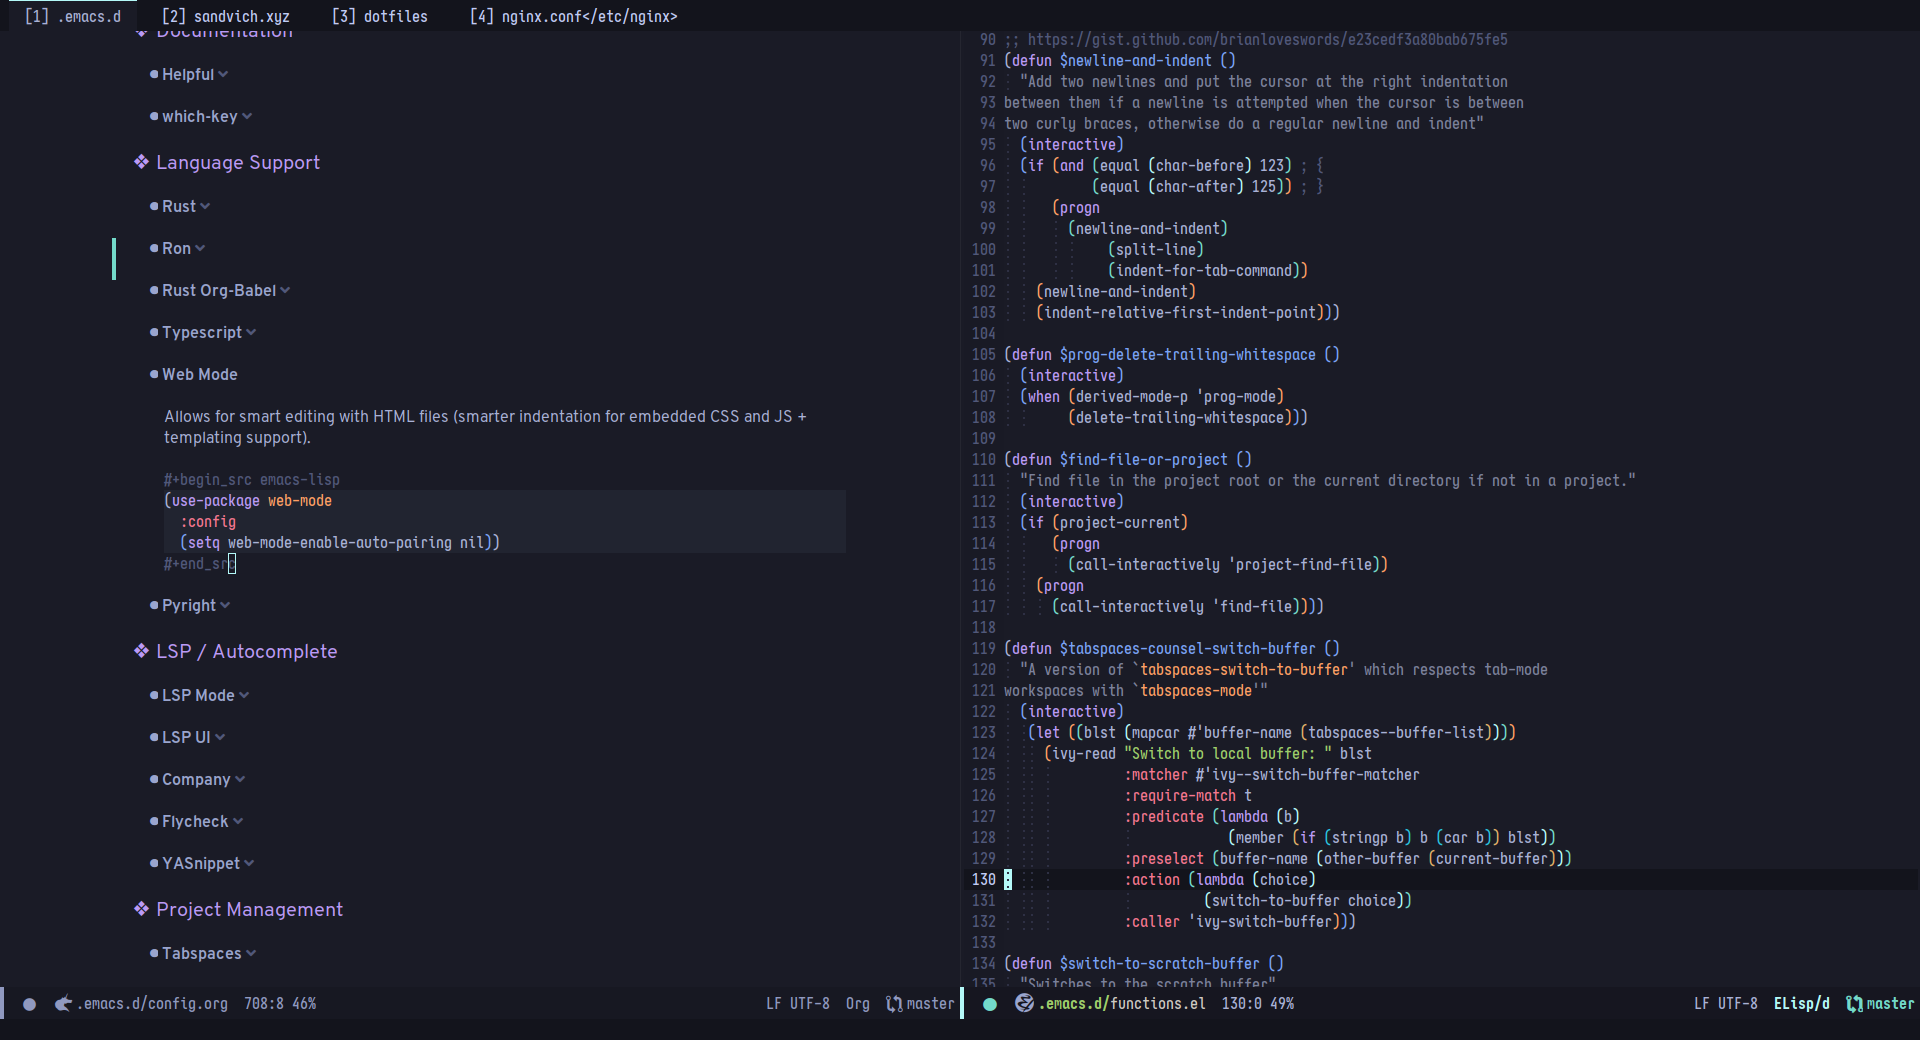 [1] .emacs.d [2] sandvich.xyz [3] dotfiles [4] nginx.conf</etc/nginx>
❖ Documentation
● Helpful
● which-key
❖ Language Support
● Rust
● Ron
● Rust Org-Babel
● Typescript
● Web Mode
Allows for smart editing with HTML files (smarter indentation for embedded CSS and JS +
templating support).
#+begin_src emacs-lisp
(use-package web-mode
  :config
  (setq web-mode-enable-auto-pairing nil))
#+end_src
● Pyright
❖ LSP / Autocomplete
● LSP Mode
● LSP UI
● Company
● Flycheck
● YASnippet
❖ Project Management
● Tabspaces
.emacs.d/config.org 708:8 46% LF UTF-8 Org master
90 ;; https://gist.github.com/brianloveswords/e23cedf3a80bab675fe5
91 (defun $newline-and-indent ()
92   "Add two newlines and put the cursor at the right indentation
93 between them if a newline is attempted when the cursor is between
94 two curly braces, otherwise do a regular newline and indent"
95   (interactive)
96   (if (and (equal (char-before) 123) ; {
97            (equal (char-after) 125)) ; }
98       (progn
99         (newline-and-indent)
100              (split-line)
101              (indent-for-tab-command))
102     (newline-and-indent)
103     (indent-relative-first-indent-point)))
104
105 (defun $prog-delete-trailing-whitespace ()
106   (interactive)
107   (when (derived-mode-p 'prog-mode)
108         (delete-trailing-whitespace)))
109
110 (defun $find-file-or-project ()
111   "Find file in the project root or the current directory if not in a project."
112   (interactive)
113   (if (project-current)
114       (progn
115         (call-interactively 'project-find-file))
116     (progn
117       (call-interactively 'find-file))))
118
119 (defun $tabspaces-counsel-switch-buffer ()
120   "A version of `tabspaces-switch-to-buffer' which respects tab-mode
121 workspaces with `tabspaces-mode'"
122   (interactive)
123    (let ((blst (mapcar #'buffer-name (tabspaces--buffer-list))))
124      (ivy-read "Switch to local buffer: " blst
125                :matcher #'ivy--switch-buffer-matcher
126                :require-match t
127                :predicate (lambda (b)
128                             (member (if (stringp b) b (car b)) blst))
129                :preselect (buffer-name (other-buffer (current-buffer)))
130                :action (lambda (choice)
131                          (switch-to-buffer choice))
132                :caller 'ivy-switch-buffer)))
133
134 (defun $switch-to-scratch-buffer ()
135   "Switches to the scratch buffer"
.emacs.d/functions.el 130:0 49% LF UTF-8 ELisp/d master